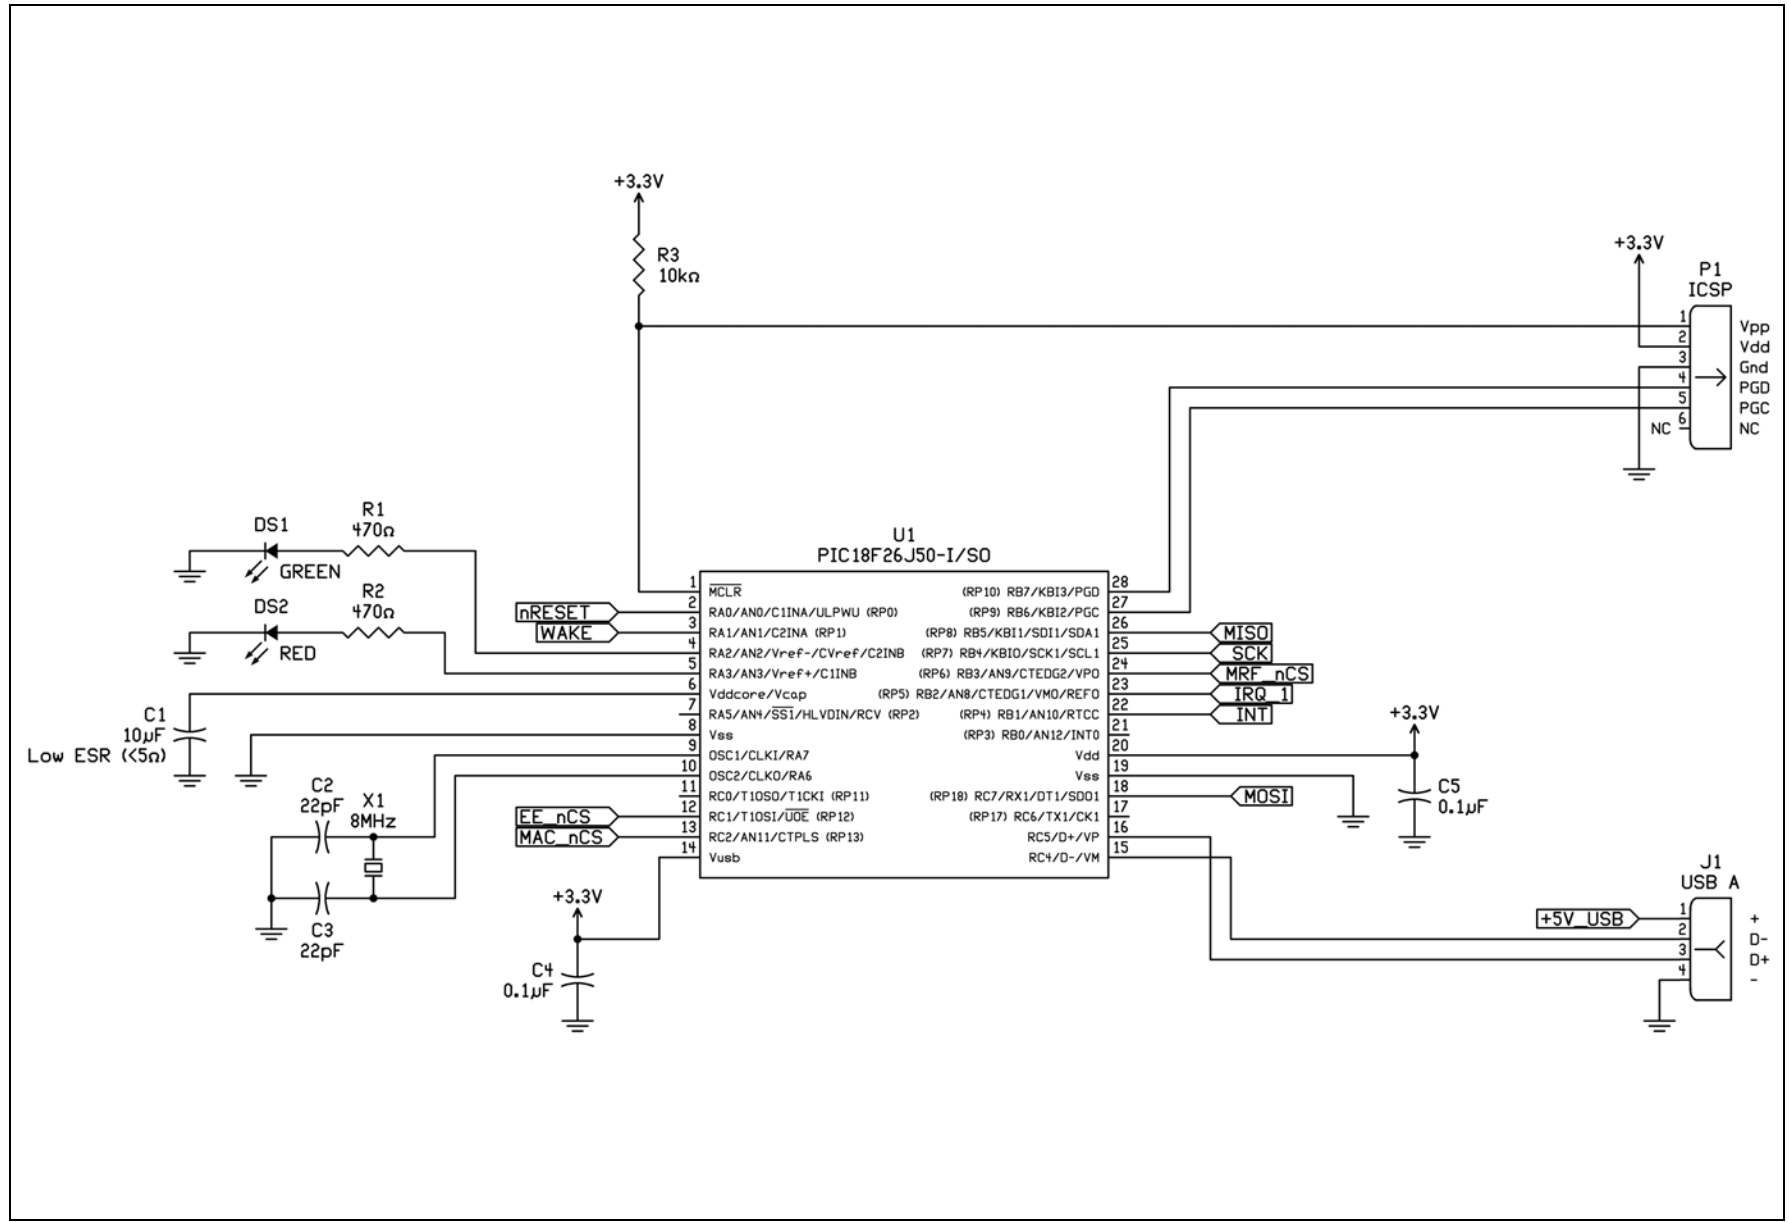 +3.3V
R3
10kΩ
+3.3V
P1
ICSP
1 Vpp
2 Vdd
3 Gnd
4 PGD
5 PGC
NC 6 NC
R1
470Ω
DS1
GREEN
R2
470Ω
DS2
RED
C1
10µF
Low ESR (<5Ω)
C2
22pF
X1
8MHz
C3
22pF
U1
PIC18F26J50-I/SO
1 MCLR
nRESET 2 RA0/AN0/C1INA/ULPWU (RP0)
WAKE 3 RA1/AN1/C2INA (RP1)
4 RA2/AN2/Vref-/CVref/C2INB
5 RA3/AN3/Vref+/C1INB
6 Vddcore/Vcap
7 RA5/AN4/SS1/HLVDIN/RCV (RP2)
8 Vss
9 OSC1/CLKI/RA7
10 OSC2/CLKO/RA6
11 RC0/T1OSO/T1CKI (RP11)
EE_nCS 12 RC1/T1OSI/UOE (RP12)
MAC_nCS 13 RC2/AN11/CTPLS (RP13)
14 Vusb
(RP10) RB7/KBI3/PGD 28
(RP9) RB6/KBI2/PGC 27
(RP8) RB5/KBI1/SDI1/SDA1 26 MISO
(RP7) RB4/KBI0/SCK1/SCL1 25 SCK
(RP6) RB3/AN9/CTEDG2/VPO 24 MRF_nCS
(RP5) RB2/AN8/CTEDG1/VMO/REFO 23 IRQ_1
(RP4) RB1/AN10/RTCC 22 INT
(RP3) RB0/AN12/INT0 21
Vdd 20
Vss 19
(RP18) RC7/RX1/DT1/SDO1 18 MOSI
(RP17) RC6/TX1/CK1 17
RC5/D+/VP 16
RC4/D-/VM 15
+3.3V
C4
0.1µF
+3.3V
C5
0.1µF
J1
USB A
+5V_USB 1 +
2 D-
3 D+
4 -